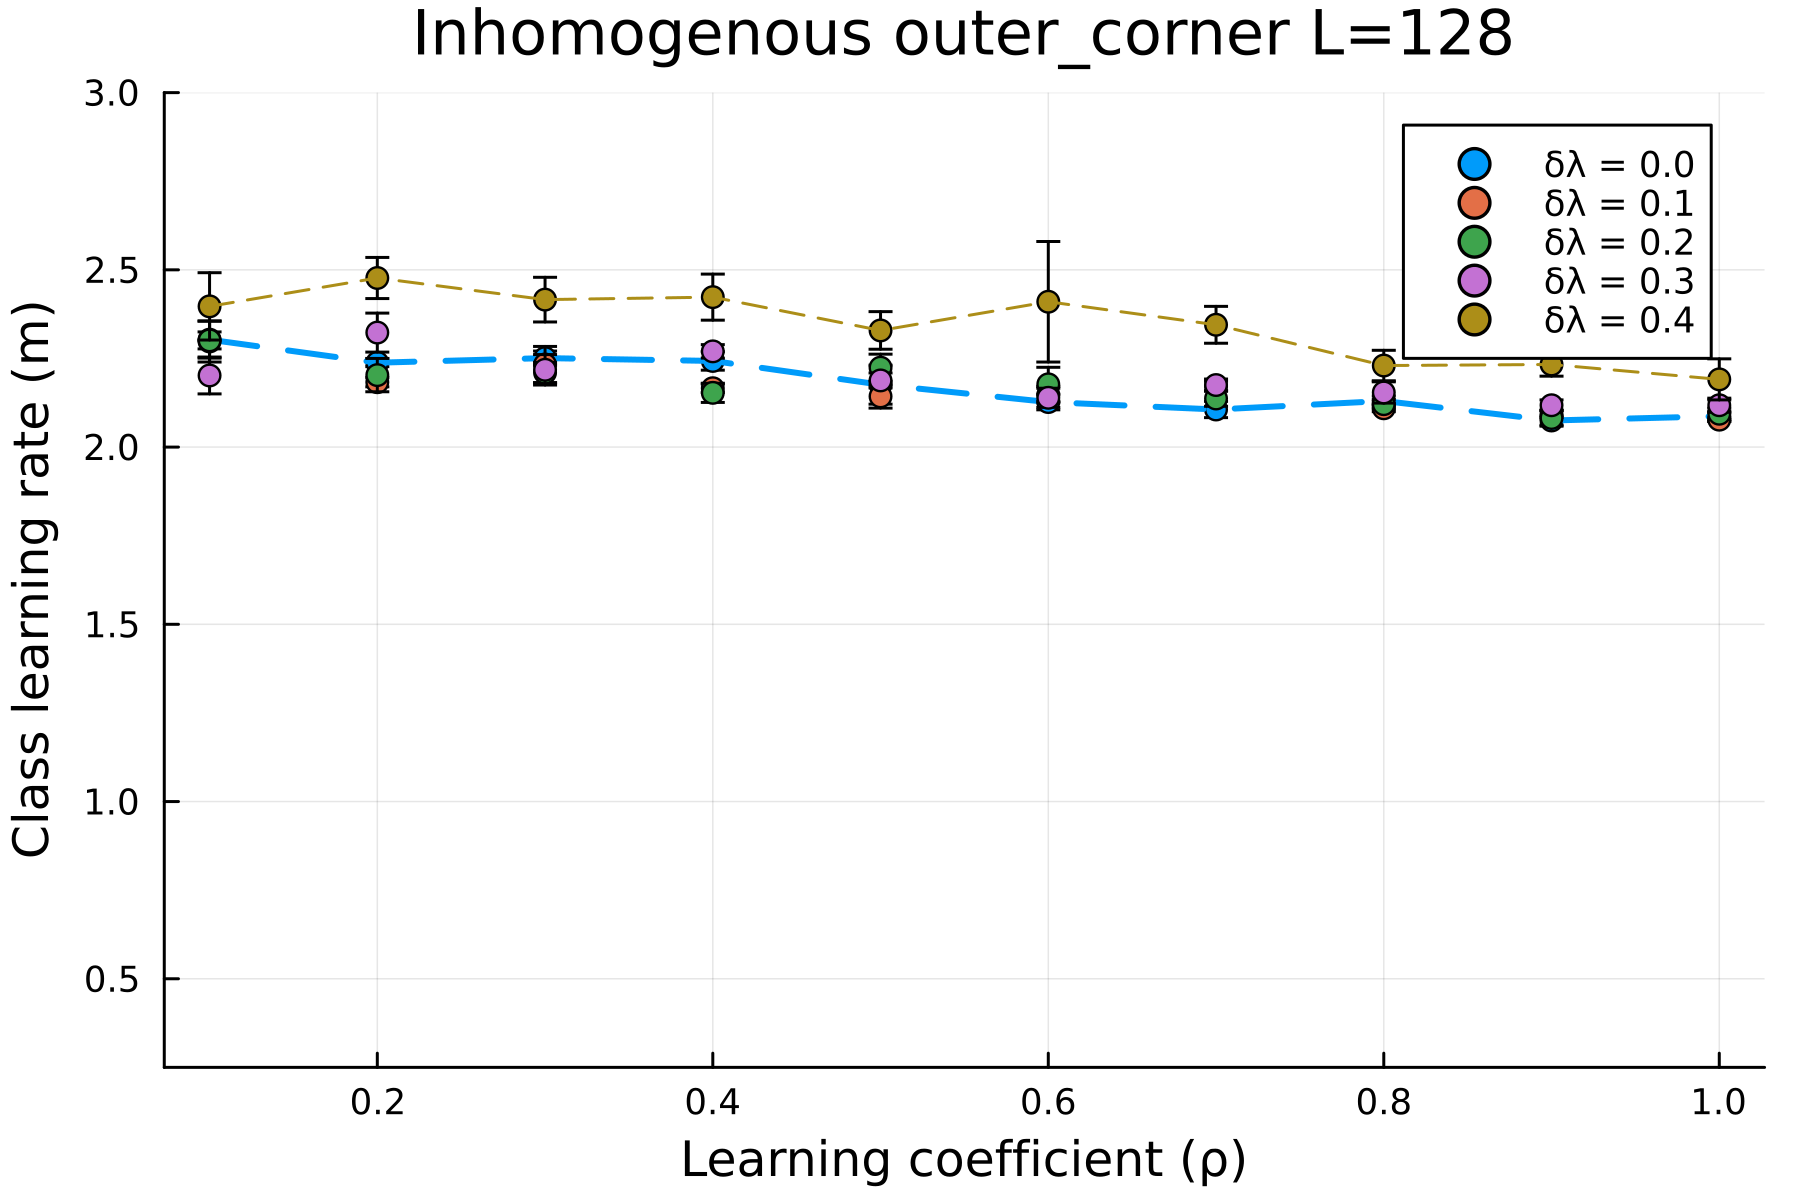 Inhomogenous outer_corner L=128
3.0
2.5
2.0
1.5
1.0
0.5
Class learning rate (m)
δλ = 0.0
δλ = 0.1
δλ = 0.2
δλ = 0.3
δλ = 0.4
0.2 0.4 0.6 0.8 1.0
Learning coefficient (ρ)